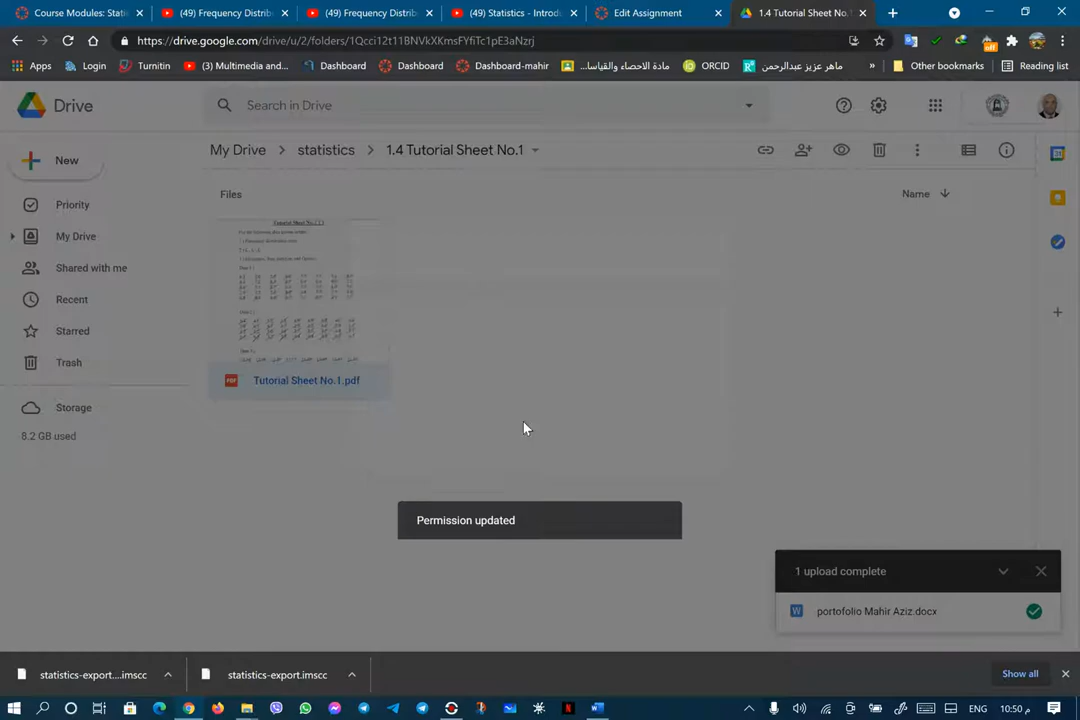 Course Modules: Statis
(49) Frequency Distrib
(49) Frequency Distrib
(49) Statistics - Introdu
Edit Assignment
1.4 Tutorial Sheet No.1
https://drive.google.com/drive/u/2/folders/1Qcci12t11BNVkXKmsFYfiTc1pE3aNzrj
off
Apps
Login
Turnitin
(3) Multimedia and...
Dashboard
Dashboard
Dashboard-mahir
مادة الاحصاء والقياسا...
ORCID
ماهر عزيز عبدالرحمن
»
Other bookmarks
Reading list
Drive
Search in Drive
New
My Drive
statistics
1.4 Tutorial Sheet No.1
Priority
My Drive
Shared with me
Recent
Starred
Trash
Storage
8.2 GB used
Files
Name
Tutorial Sheet No.1.pdf
Permission updated
1 upload complete
portofolio Mahir Aziz.docx
statistics-export....imscc
statistics-export.imscc
Show all
ENG
10:50 م